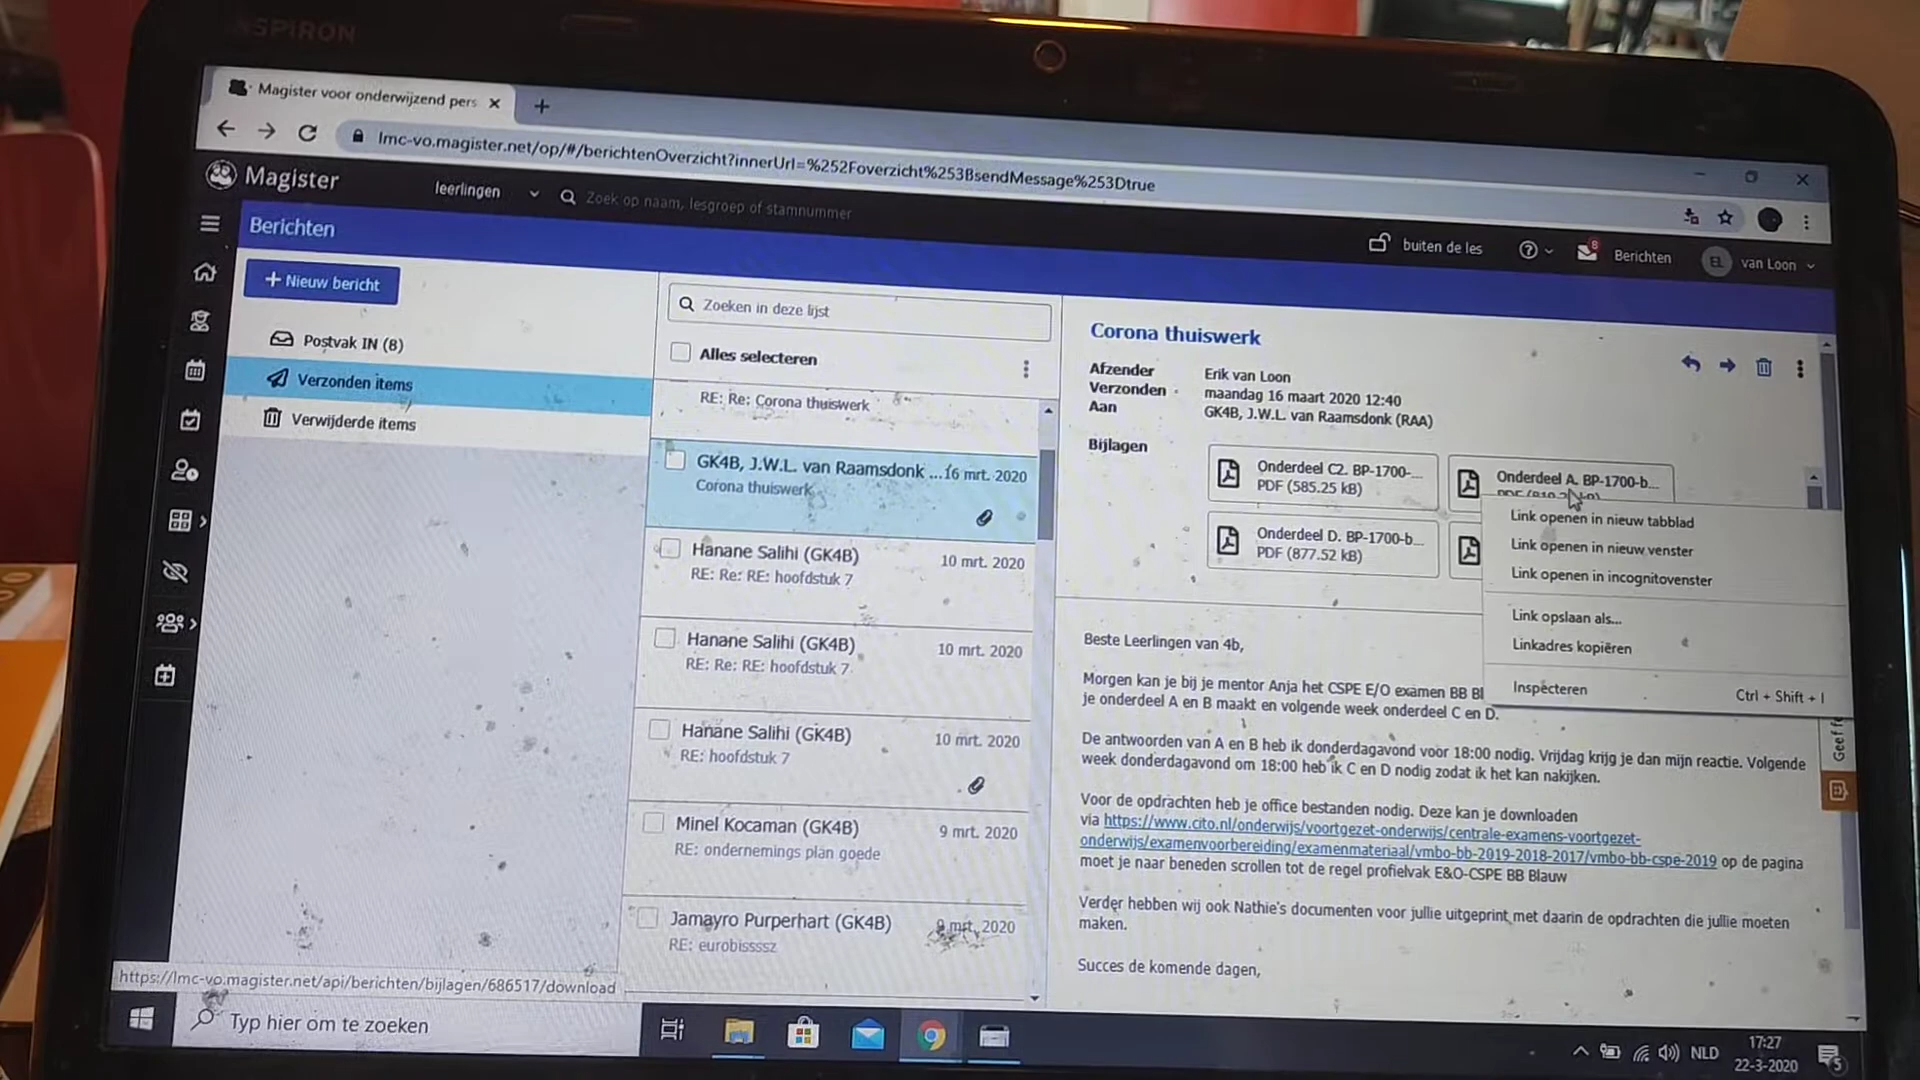 INSPIRON
Magister voor onderwijzend pers
lmc-vo.magister.net/op/#/berichtenOverzicht?innerUrl=%252Foverzicht%253BsendMessage%253Dtrue
Magister
leerlingen
Zoek op naam, lesgroep of stamnummer
buiten de les
8
Berichten
EL
van Loon
Berichten
+ Nieuw bericht
Postvak IN (8)
Verzonden items
Verwijderde items
Zoeken in deze lijst
Alles selecteren
RE: Re: Corona thuiswerk
GK4B, J.W.L. van Raamsdonk ...16 mrt. 2020
Corona thuiswerk
Hanane Salihi (GK4B) 10 mrt. 2020
RE: Re: RE: hoofdstuk 7
Hanane Salihi (GK4B) 10 mrt. 2020
RE: Re: RE: hoofdstuk 7
Hanane Salihi (GK4B) 10 mrt. 2020
RE: hoofdstuk 7
Minel Kocaman (GK4B) 9 mrt. 2020
RE: ondernemings plan goede
Jamayro Purperhart (GK4B) 9 mrt. 2020
RE: eurobissssz
Corona thuiswerk
Afzender Erik van Loon
Verzonden maandag 16 maart 2020 12:40
Aan GK4B, J.W.L. van Raamsdonk (RAA)
Bijlagen
Onderdeel C2. BP-1700-...
PDF (585.25 kB)
Onderdeel A. BP-1700-b...
Onderdeel D. BP-1700-b...
PDF (877.52 kB)
Link openen in nieuw tabblad
Link openen in nieuw venster
Link openen in incognitovenster
Link opslaan als...
Linkadres kopiëren
Inspecteren Ctrl + Shift + I
Beste Leerlingen van 4b,
Morgen kan je bij je mentor Anja het CSPE E/O examen BB
je onderdeel A en B maakt en volgende week onderdeel C en D.
De antwoorden van A en B heb ik donderdagavond voor 18:00 nodig. Vrijdag krijg je dan mijn reactie. Volgende
week donderdagavond om 18:00 heb ik C en D nodig zodat ik het kan nakijken.
Voor de opdrachten heb je office bestanden nodig. Deze kan je downloaden
via https://www.cito.nl/onderwijs/voortgezet-onderwijs/centrale-examens-voortgezet-
onderwijs/examenvoorbereiding/examenmateriaal/vmbo-bb-2019-2018-2017/vmbo-bb-cspe-2019 op de pagina
moet je naar beneden scrollen tot de regel profielvak E&O-CSPE BB Blauw
Verder hebben wij ook Nathie's documenten voor jullie uitgeprint met daarin de opdrachten die jullie moeten
maken.
Succes de komende dagen,
Geef
https://lmc-vo.magister.net/api/berichten/bijlagen/686517/download
Typ hier om te zoeken
NLD
17:27
22-3-2020
5